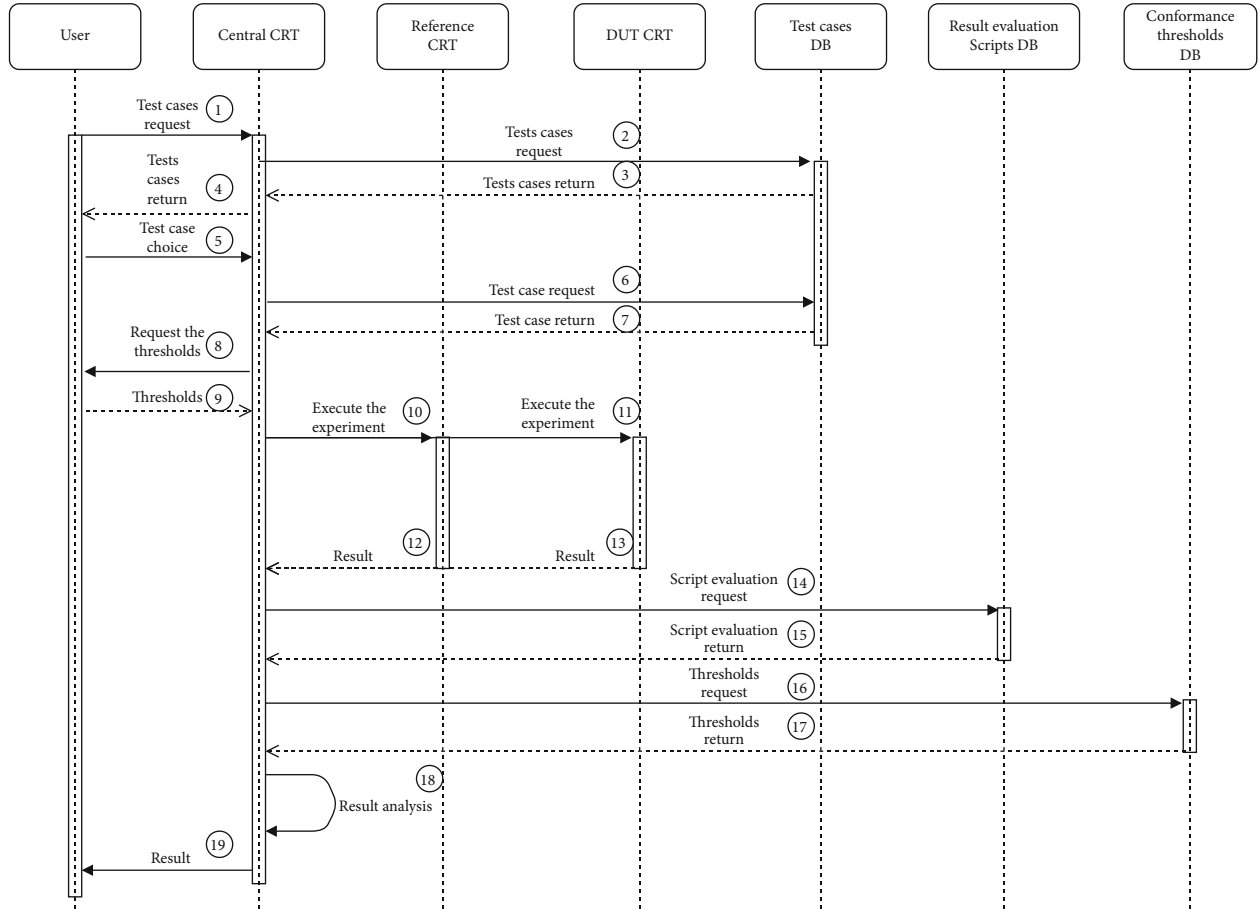 User
Central CRT
Reference
CRT
DUT CRT
Test cases
DB
Result evaluation
Scripts DB
Conformance
thresholds
DB
Test cases
request
1
Tests cases
request
2
Tests cases return
3
Tests
cases
return
4
Test case
choice
5
Test case request
6
Test case return
7
Request the
thresholds
8
Thresholds
9
Execute the
experiment
10
Execute the
experiment
11
Result
12
Result
13
Script evaluation
request
14
Script evaluation
return
15
Thresholds
request
16
Thresholds
return
17
18
Result analysis
19
Result